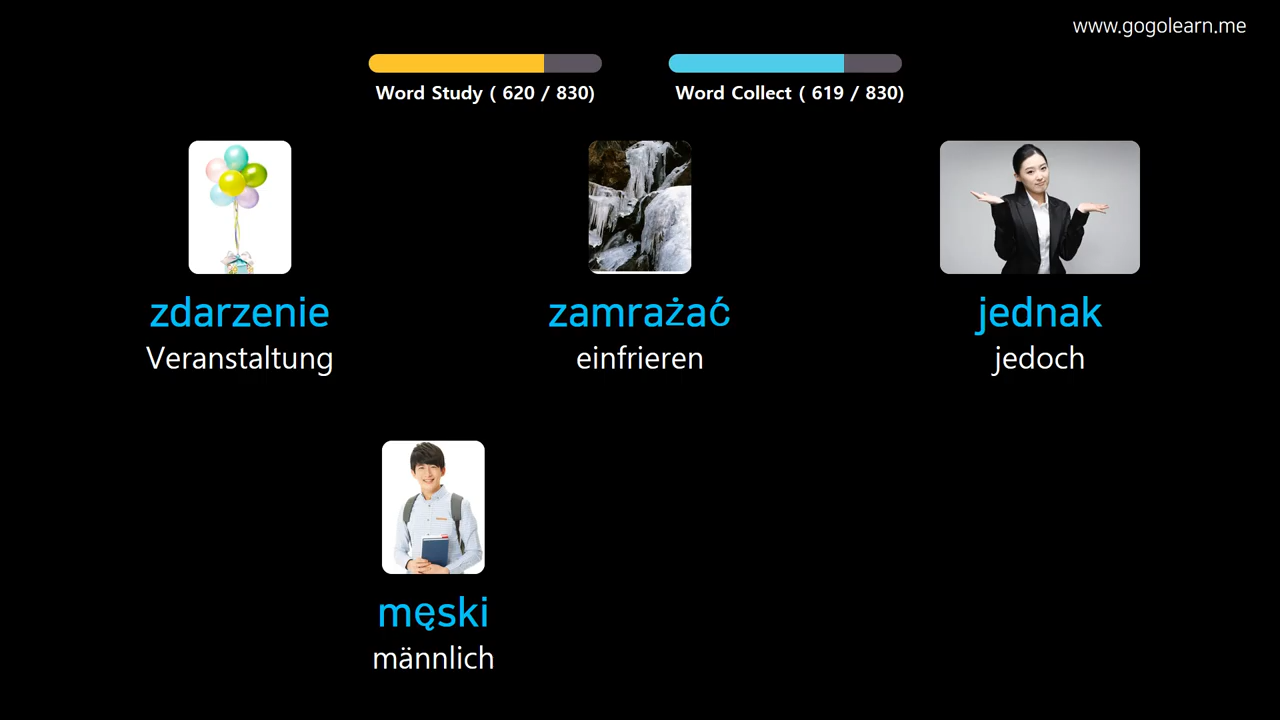 www.gogolearn.me
Word Study ( 620 / 830)
Word Collect ( 619 / 830)
zdarzenie
Veranstaltung
zamrażać
einfrieren
jednak
jedoch
męski
männlich